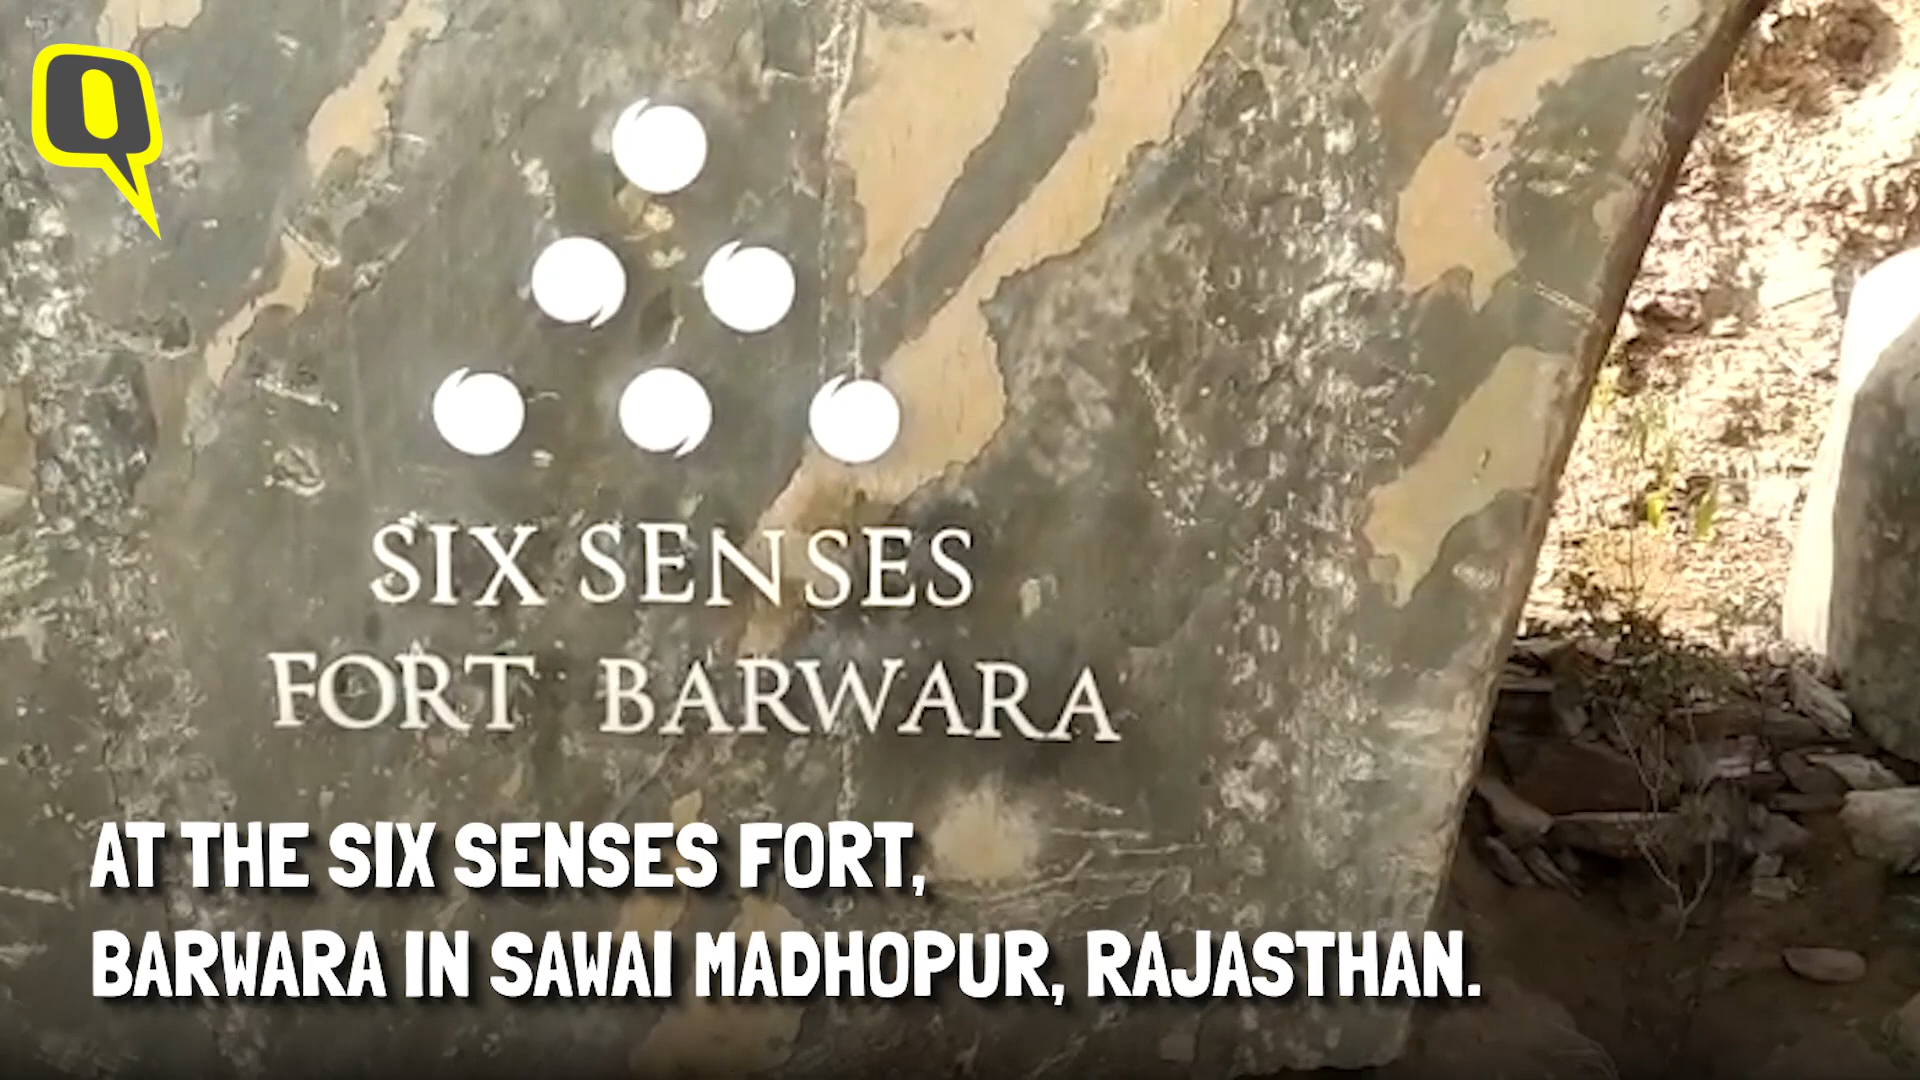 Q
SIX SENSES
FORT BARWARA
AT THE SIX SENSES FORT,
BARWARA IN SAWAI MADHOPUR, RAJASTHAN.